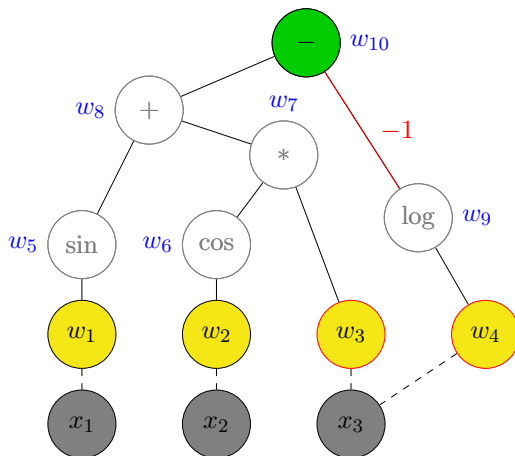 − w₁₀
w₈ + w₇
∗ −1
w₅ sin w₆ cos log w₉
w₁ w₂ w₃ w₄
x₁ x₂ x₃